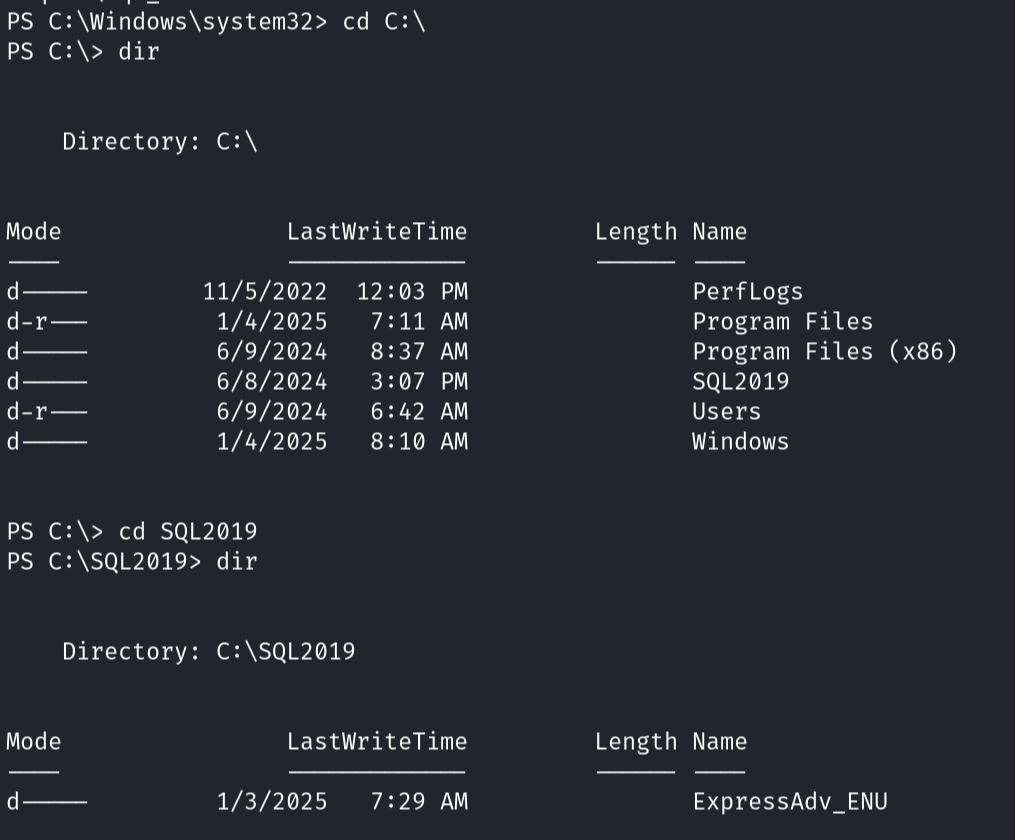 PS C:\Windows\system32> cd C:\
PS C:\> dir
Directory: C:\
Mode                LastWriteTime         Length Name
----                -------------         ------ ----
d-----        11/5/2022  12:03 PM                PerfLogs
d-r---         1/4/2025   7:11 AM                Program Files
d-----         6/9/2024   8:37 AM                Program Files (x86)
d-----         6/8/2024   3:07 PM                SQL2019
d-r---         6/9/2024   6:42 AM                Users
d-----         1/4/2025   8:10 AM                Windows
PS C:\> cd SQL2019
PS C:\SQL2019> dir
Directory: C:\SQL2019
Mode                LastWriteTime         Length Name
----                -------------         ------ ----
d-----         1/3/2025   7:29 AM                ExpressAdv_ENU